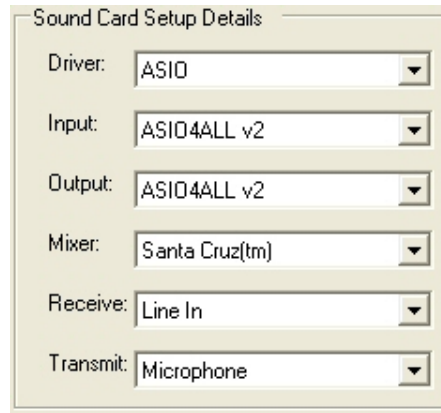 Sound Card Setup Details
Driver: ASIO
Input: ASIO4ALL v2
Output: ASIO4ALL v2
Mixer: Santa Cruz(tm)
Receive: Line In
Transmit: Microphone